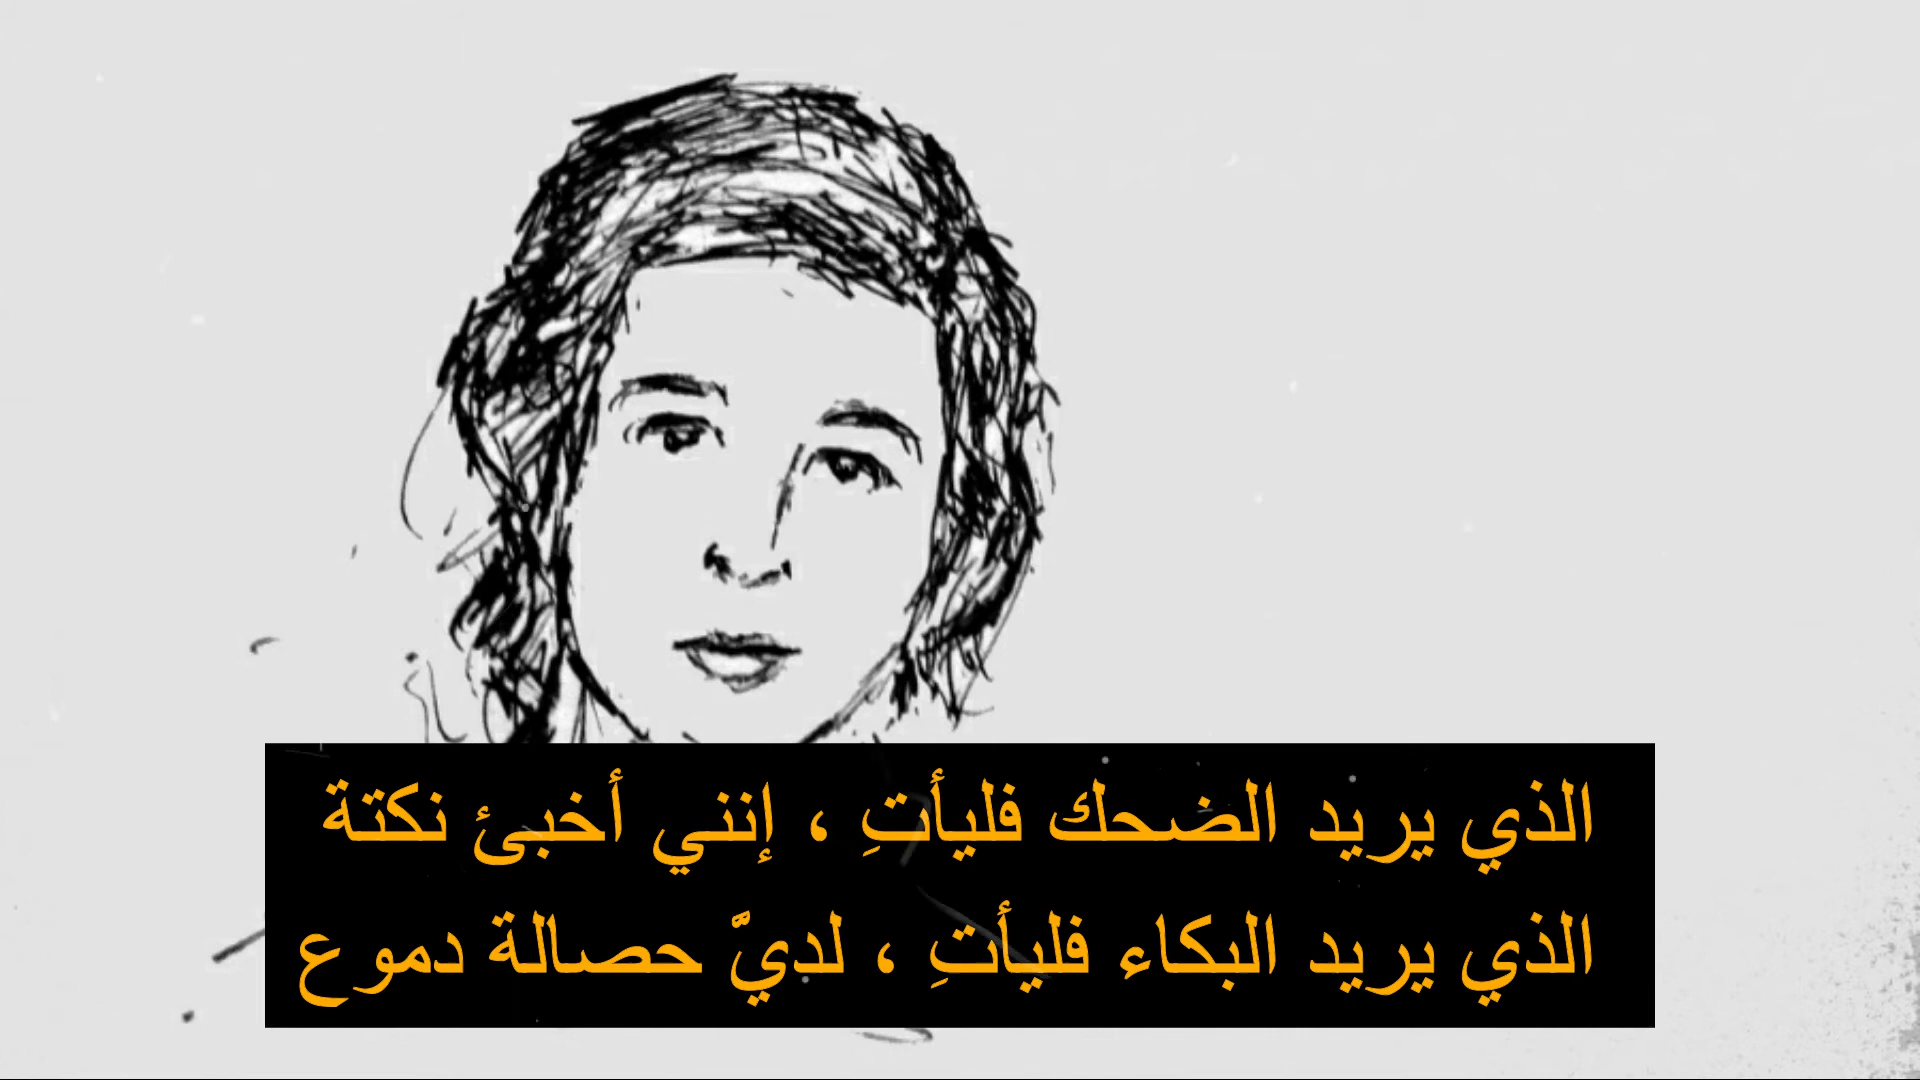 الذي يريد الضحك فليأتِ ، إنني أخبئ نكتة
الذي يريد البكاء فليأتِ ، لديّ حصالة دموع